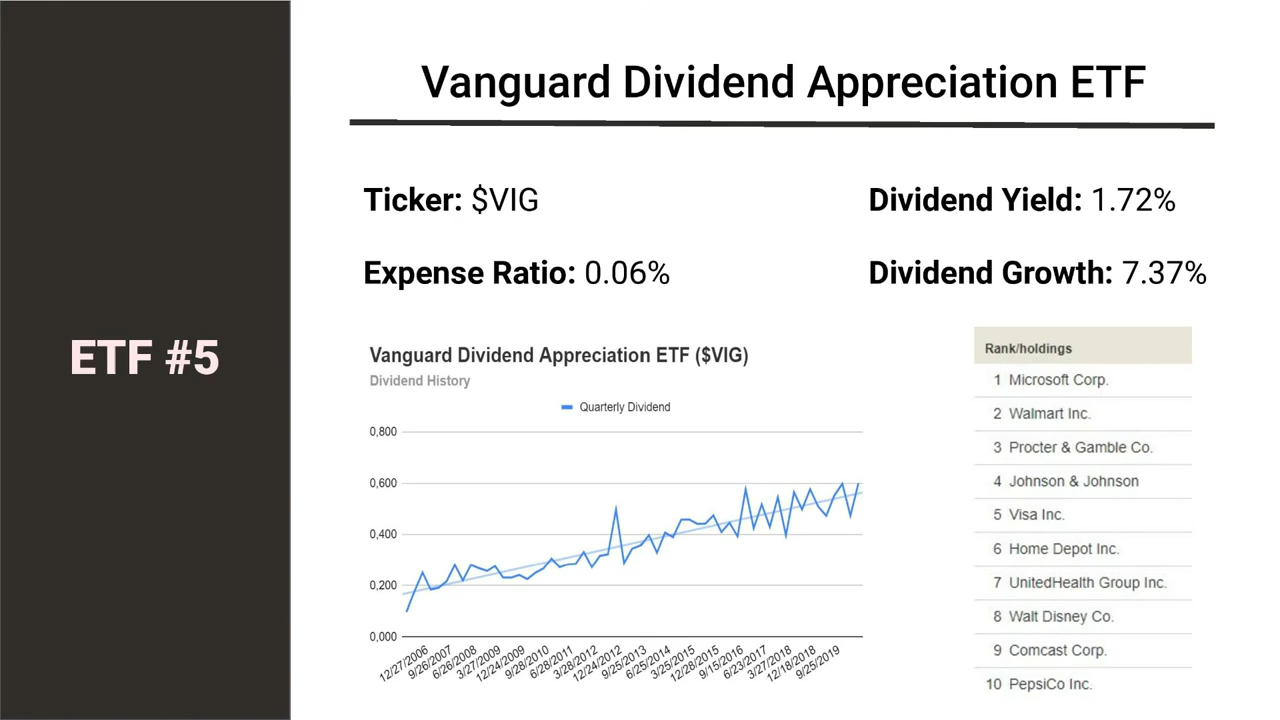 Vanguard Dividend Appreciation ETF
Ticker: $VIG
Dividend Yield: 1.72%
Expense Ratio: 0.06%
Dividend Growth: 7.37%
ETF #5
Vanguard Dividend Appreciation ETF ($VIG)
Dividend History
Quarterly Dividend
0,800
0,600
0,400
0,200
0,000
12/27/2006
9/26/2007
6/26/2008
3/27/2009
12/24/2009
9/28/2010
6/28/2011
3/28/2012
12/24/2012
9/25/2013
6/25/2014
3/25/2015
12/28/2015
9/15/2016
6/23/2017
3/27/2018
12/18/2018
9/25/2019
Rank/holdings
1 Microsoft Corp.
2 Walmart Inc.
3 Procter & Gamble Co.
4 Johnson & Johnson
5 Visa Inc.
6 Home Depot Inc.
7 UnitedHealth Group Inc.
8 Walt Disney Co.
9 Comcast Corp.
10 PepsiCo Inc.